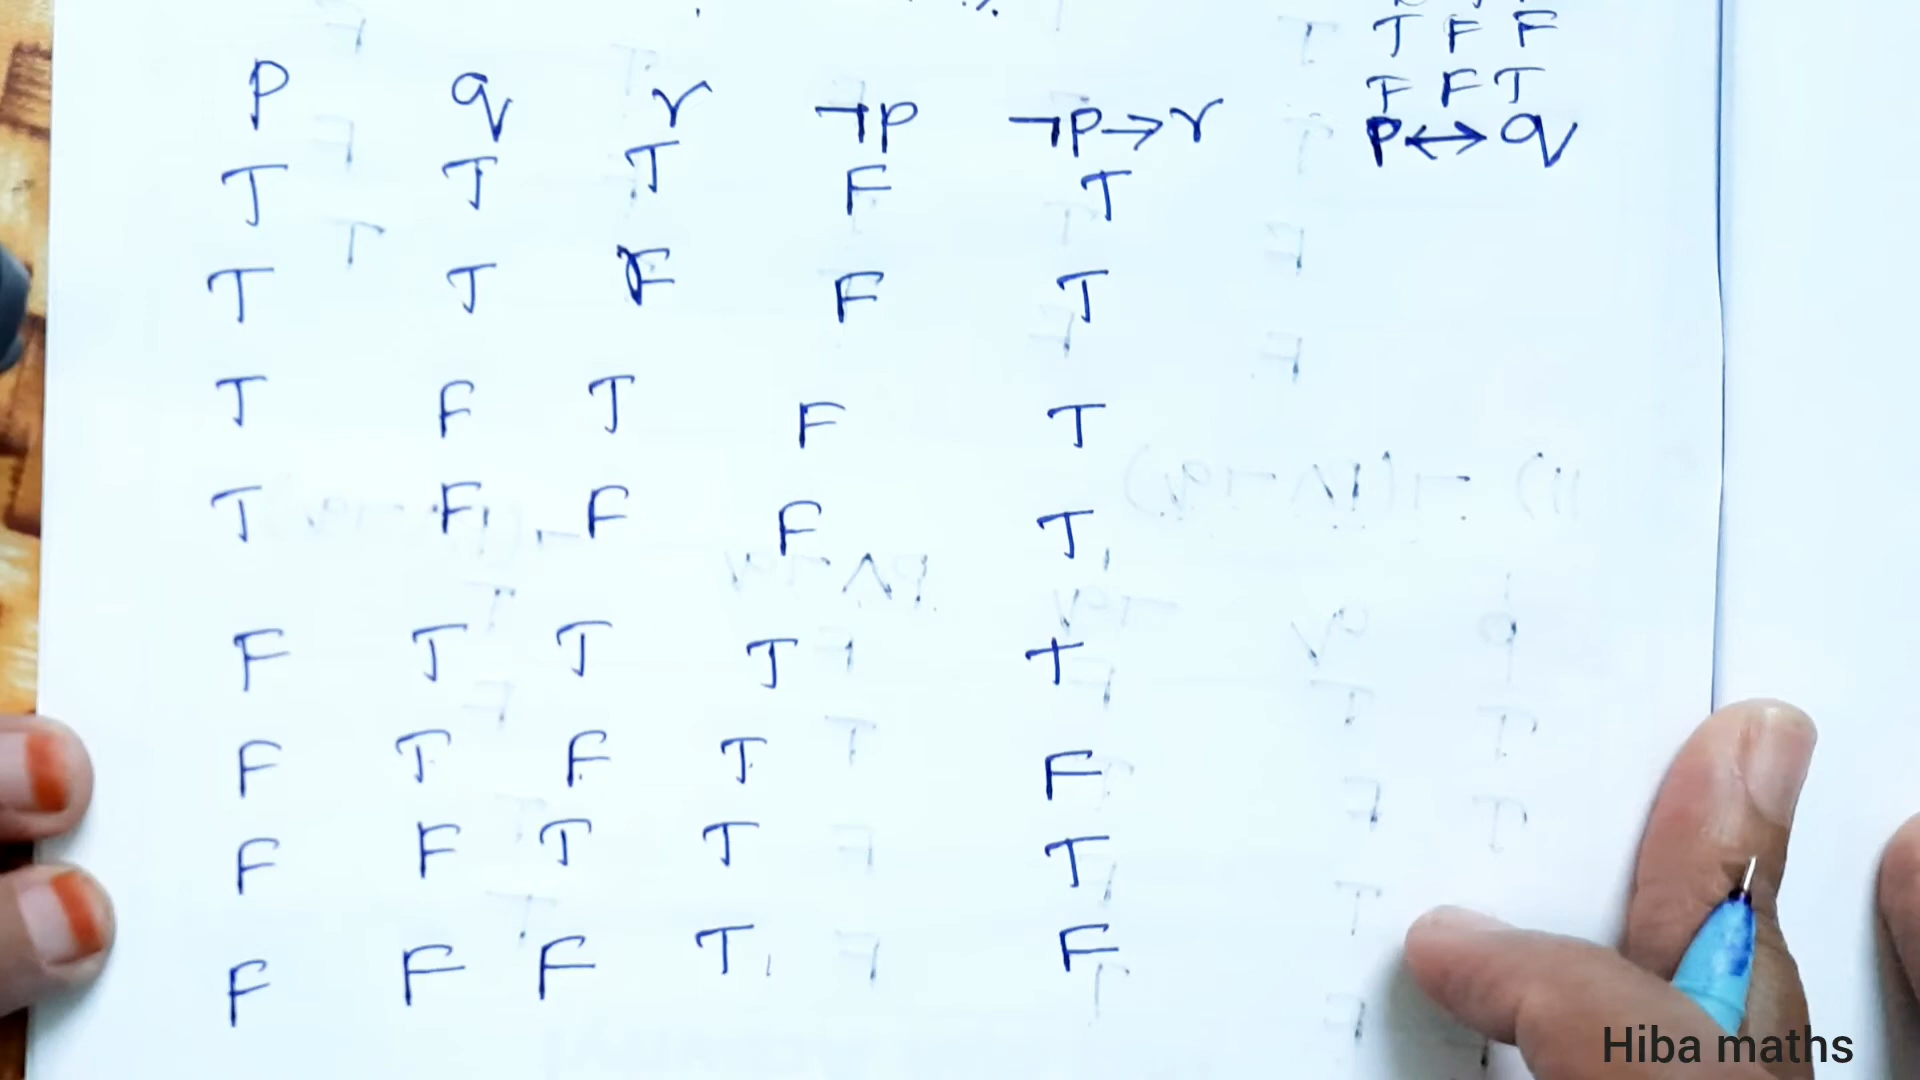 T F F
F F T
p q r ¬p ¬p→r p↔q
T T T F T
T T F F T
T F T F T
T F F F T
F T T T T
F T F T F
F F T T T
F F F T F
Hiba maths